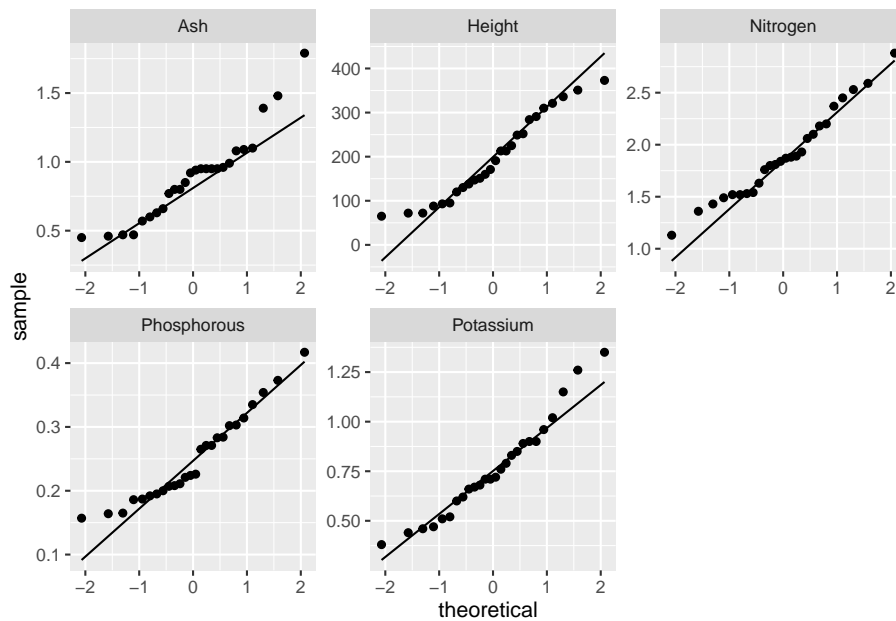 Ash
Height
Nitrogen
1.5
1.0
0.5
400
300
200
100
0
2.5
2.0
1.5
1.0
−2 −1 0 1 2
−2 −1 0 1 2
−2 −1 0 1 2
sample
Phosphorous
Potassium
0.4
0.3
0.2
0.1
1.25
1.00
0.75
0.50
−2 −1 0 1 2
−2 −1 0 1 2
theoretical